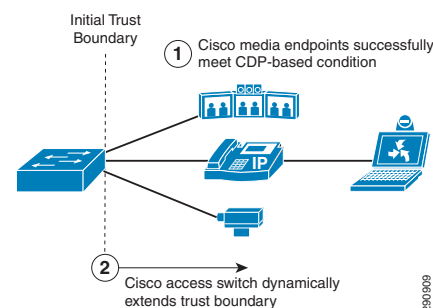 Initial Trust
Boundary
1
Cisco media endpoints successfully
meet CDP-based condition
IP
2
Cisco access switch dynamically
extends trust boundary